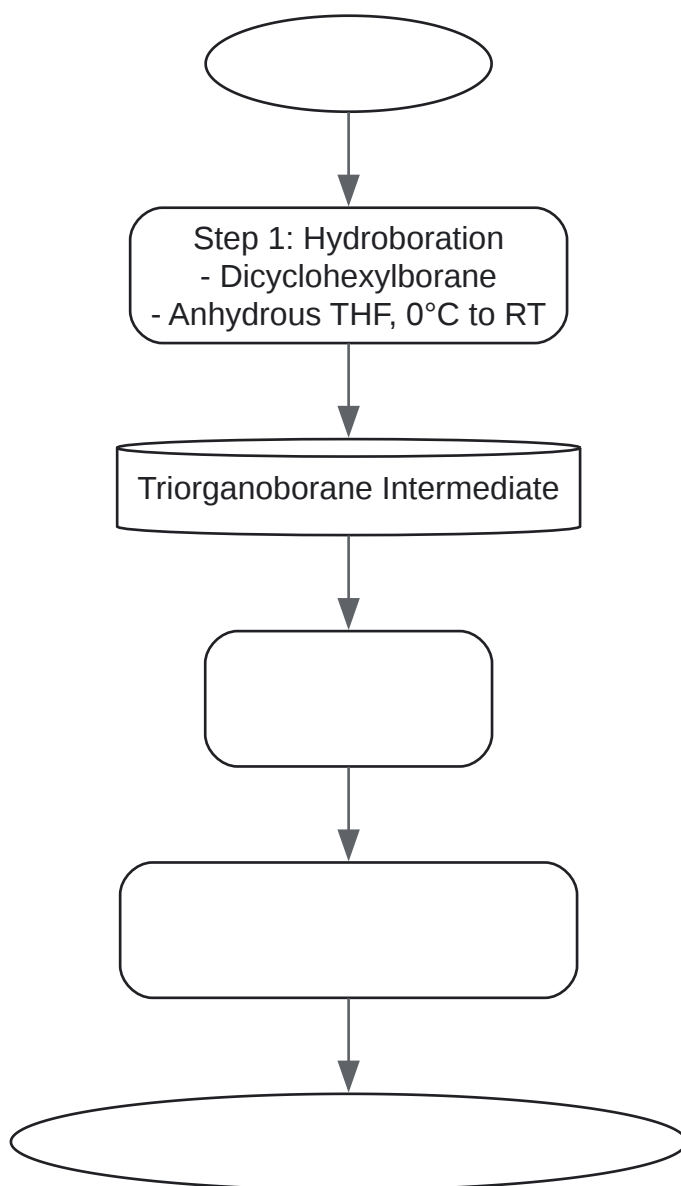 Step 1: Hydroboration
- Dicyclohexylborane
- Anhydrous THF, 0°C to RT
Triorganoborane Intermediate